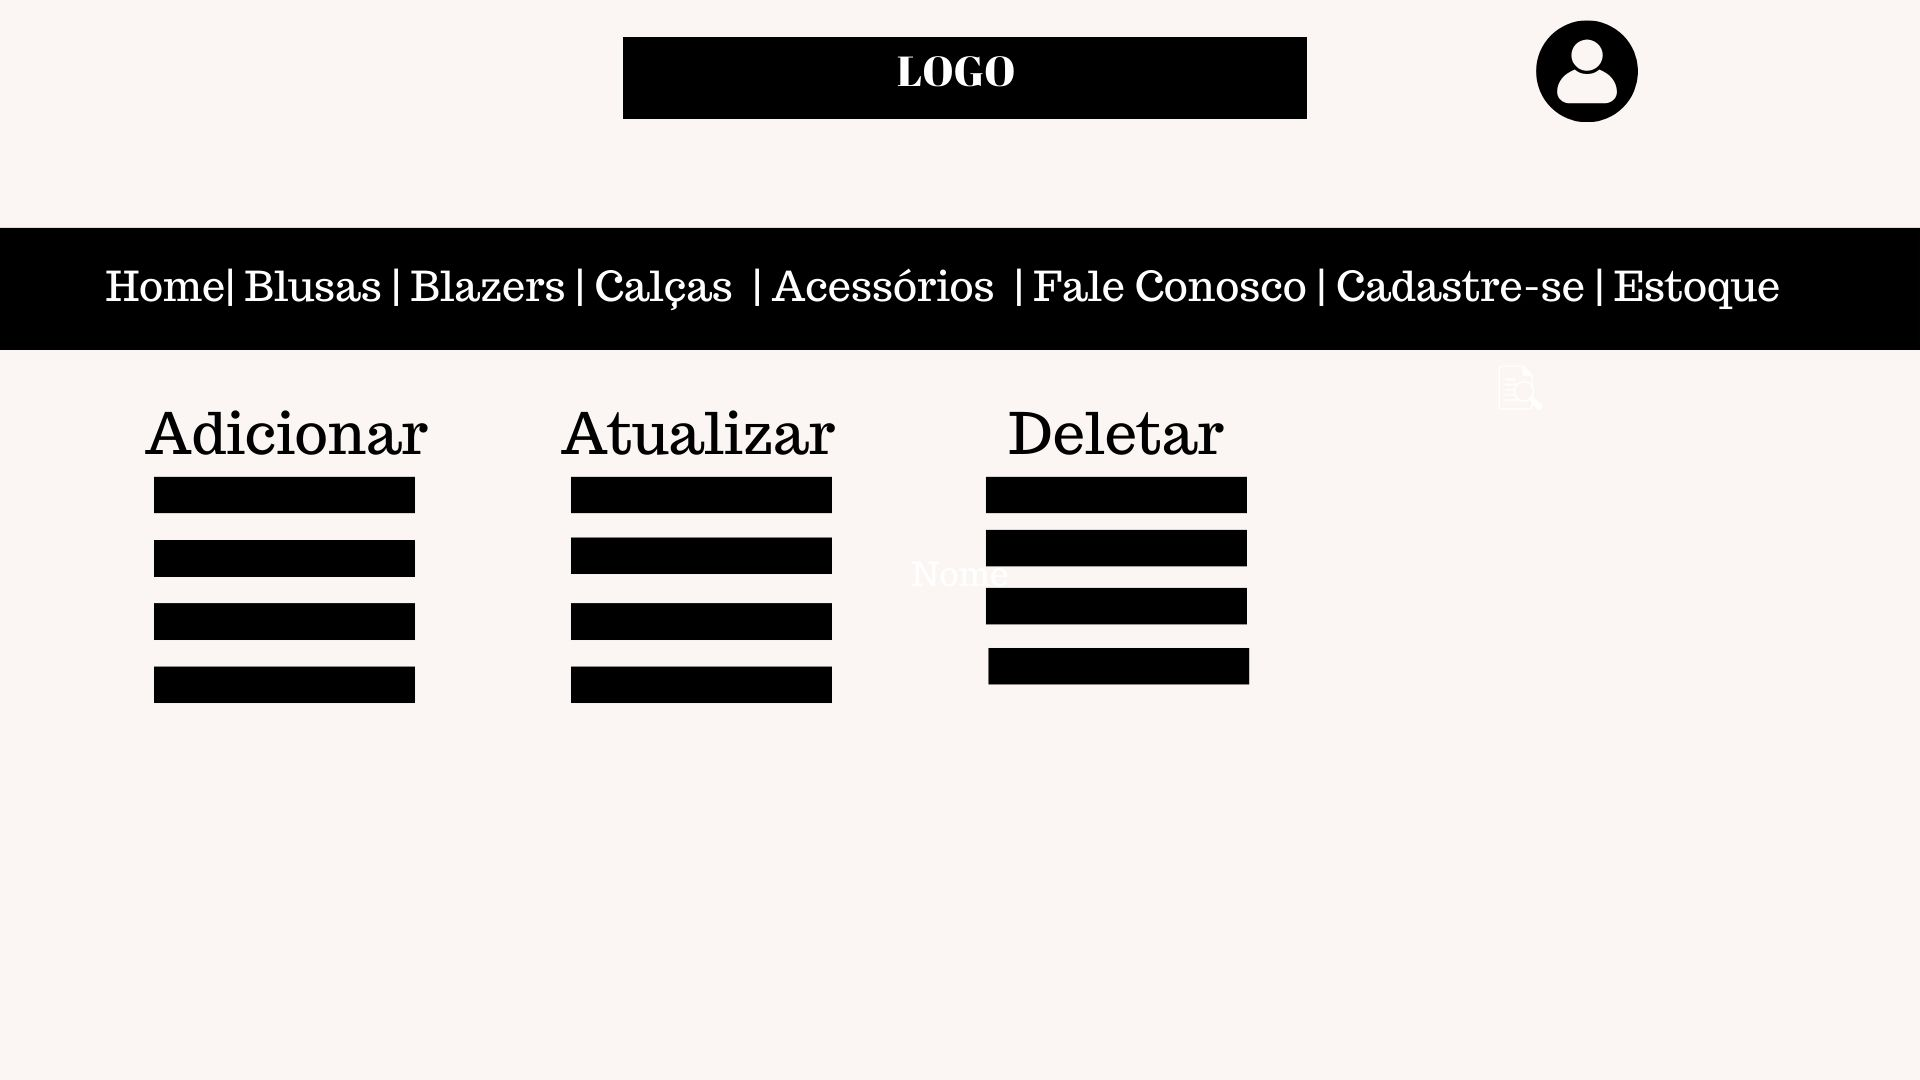 LOGO
Home| Blusas | Blazers | Calças | Acessórios | Fale Conosco | Cadastre-se | Estoque
Adicionar Atualizar Deletar
Nome